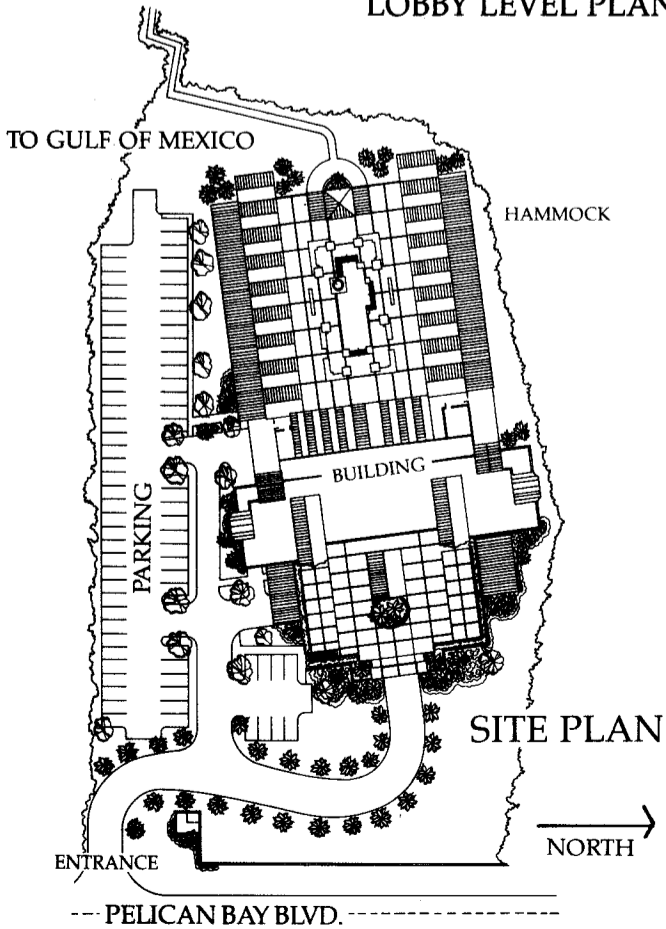 LOBBY LEVEL PLAN
TO GULF OF MEXICO
HAMMOCK
BUILDING
PARKING
SITE PLAN
NORTH
ENTRANCE
PELICAN BAY BLVD.